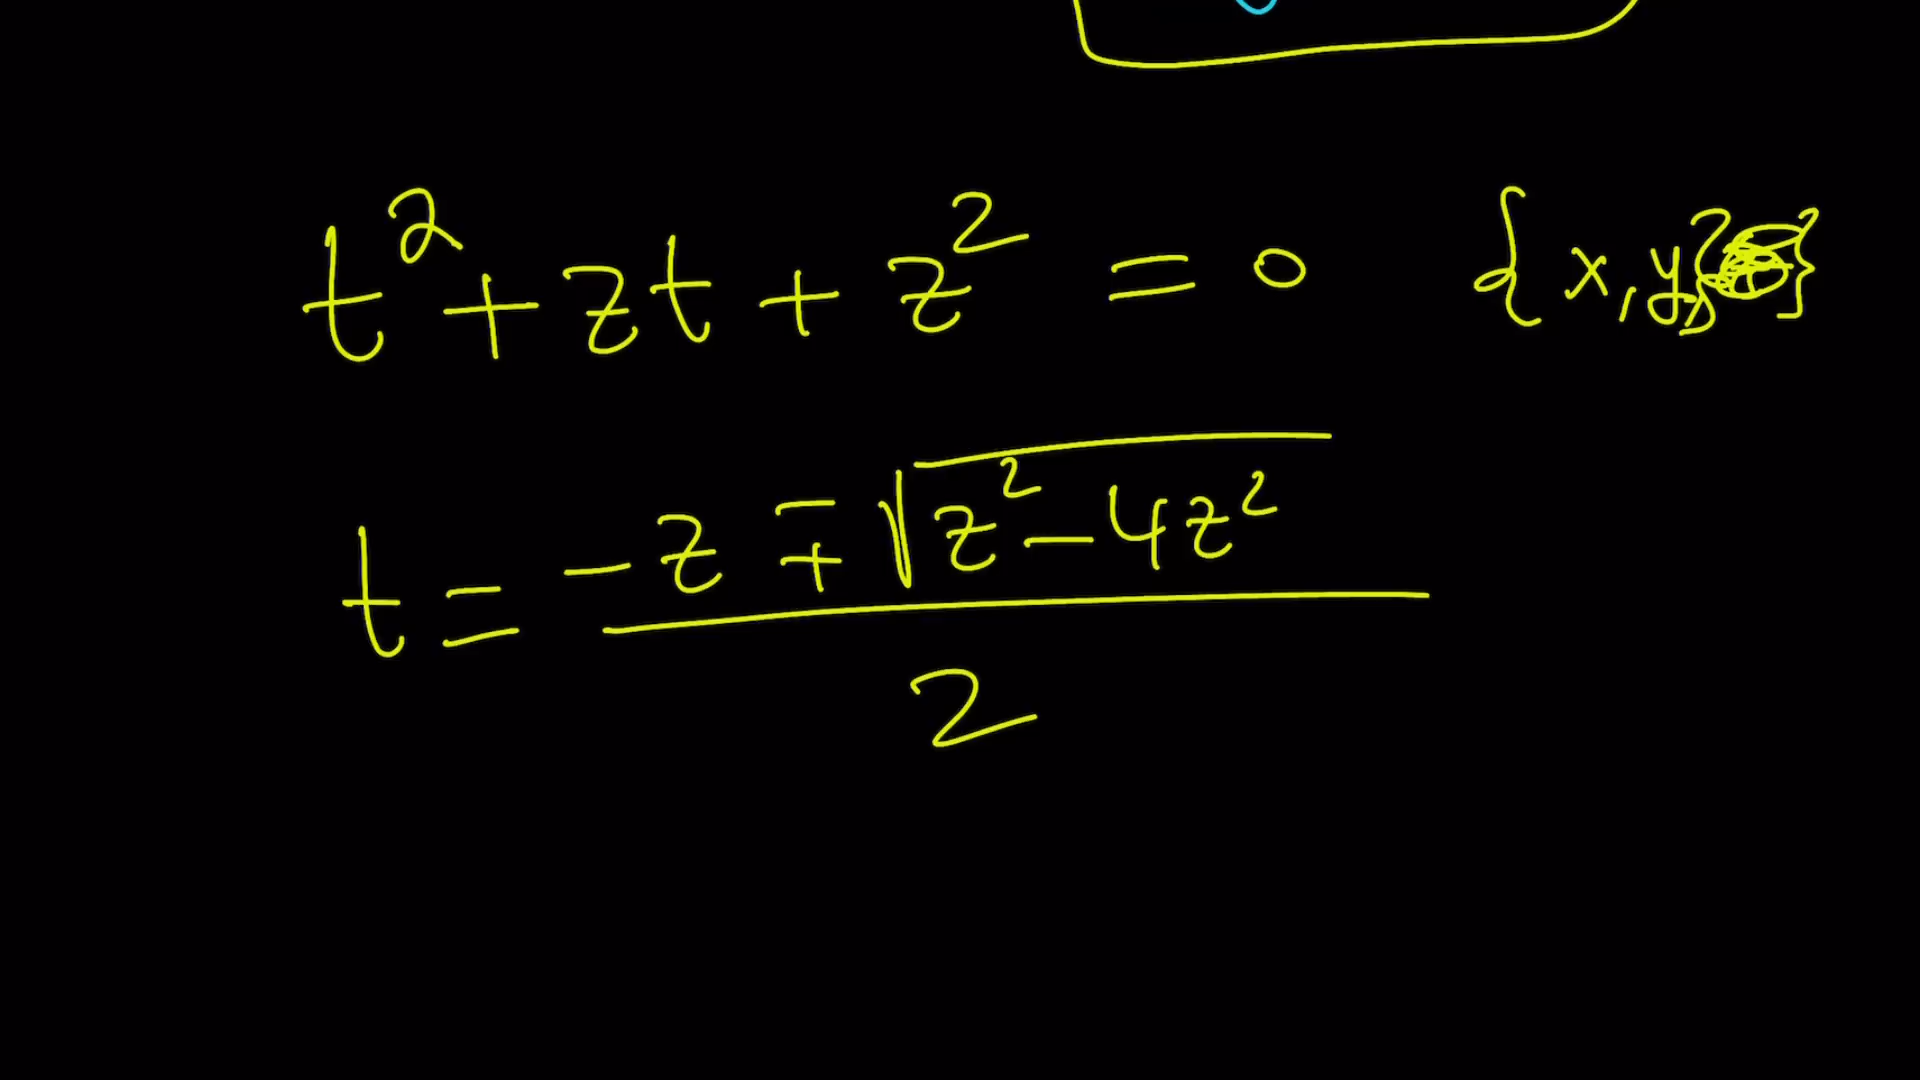 t² + zt + z² = 0 {x, y}
t = (-z ∓ √(z² - 4z²)) / 2